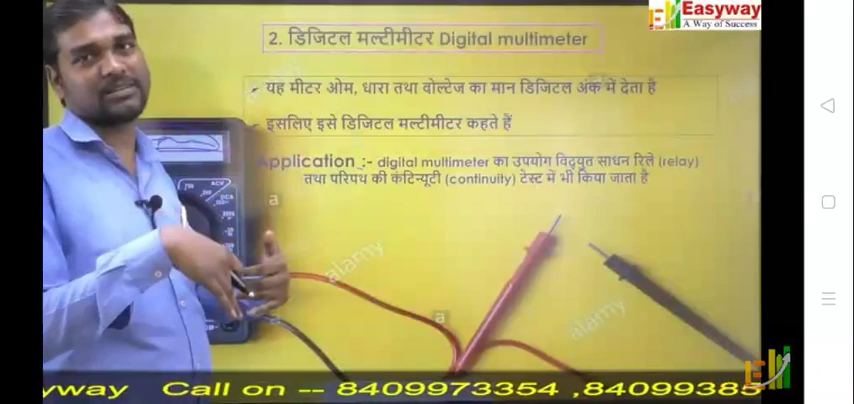 Easyway
A Way of Success
2. डिजिटल मल्टीमीटर Digital multimeter
यह मीटर ओम, धारा तथा वोल्टेज का मान डिजिटल अंक में देता है
इसलिए इसे डिजिटल मल्टीमीटर कहते हैं
Application :- digital multimeter का उपयोग विद्युत साधन रिले (relay)
तथा परिपथ की कंटिन्यूटी (continuity) टेस्ट में भी किया जाता है
ACV
DCA
a
alamy
a
alamy
yway Call on -- 8409973354 ,84099385